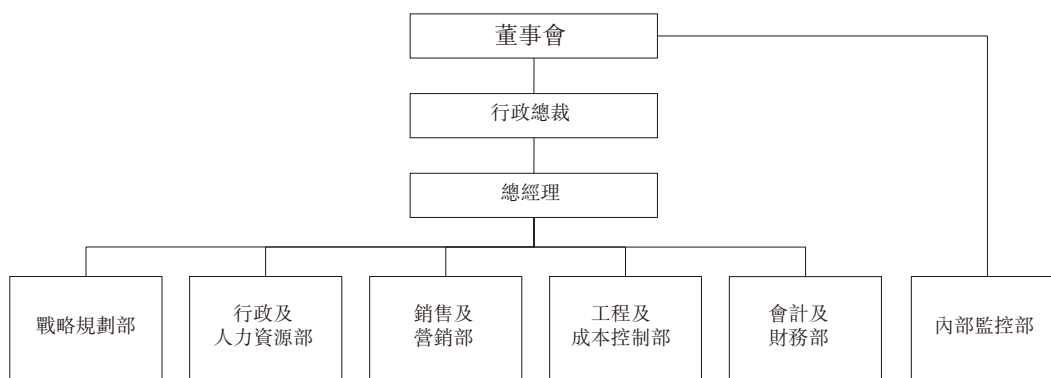 董事會
行政總裁
總經理
戰略規劃部
行政及
人力資源部
銷售及
營銷部
工程及
成本控制部
會計及
財務部
內部監控部